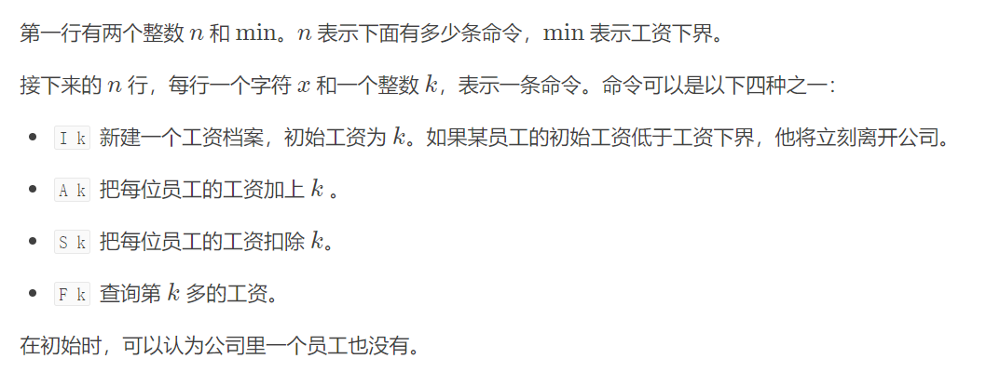 第一行有两个整数 n 和 min。n 表示下面有多少条命令，min 表示工资下界。
接下来的 n 行，每行一个字符 x 和一个整数 k，表示一条命令。命令可以是以下四种之一：
• I k 新建一个工资档案，初始工资为 k。如果某员工的初始工资低于工资下界，他将立刻离开公司。
• A k 把每位员工的工资加上 k 。
• S k 把每位员工的工资扣除 k。
• F k 查询第 k 多的工资。
在初始时，可以认为公司里一个员工也没有。